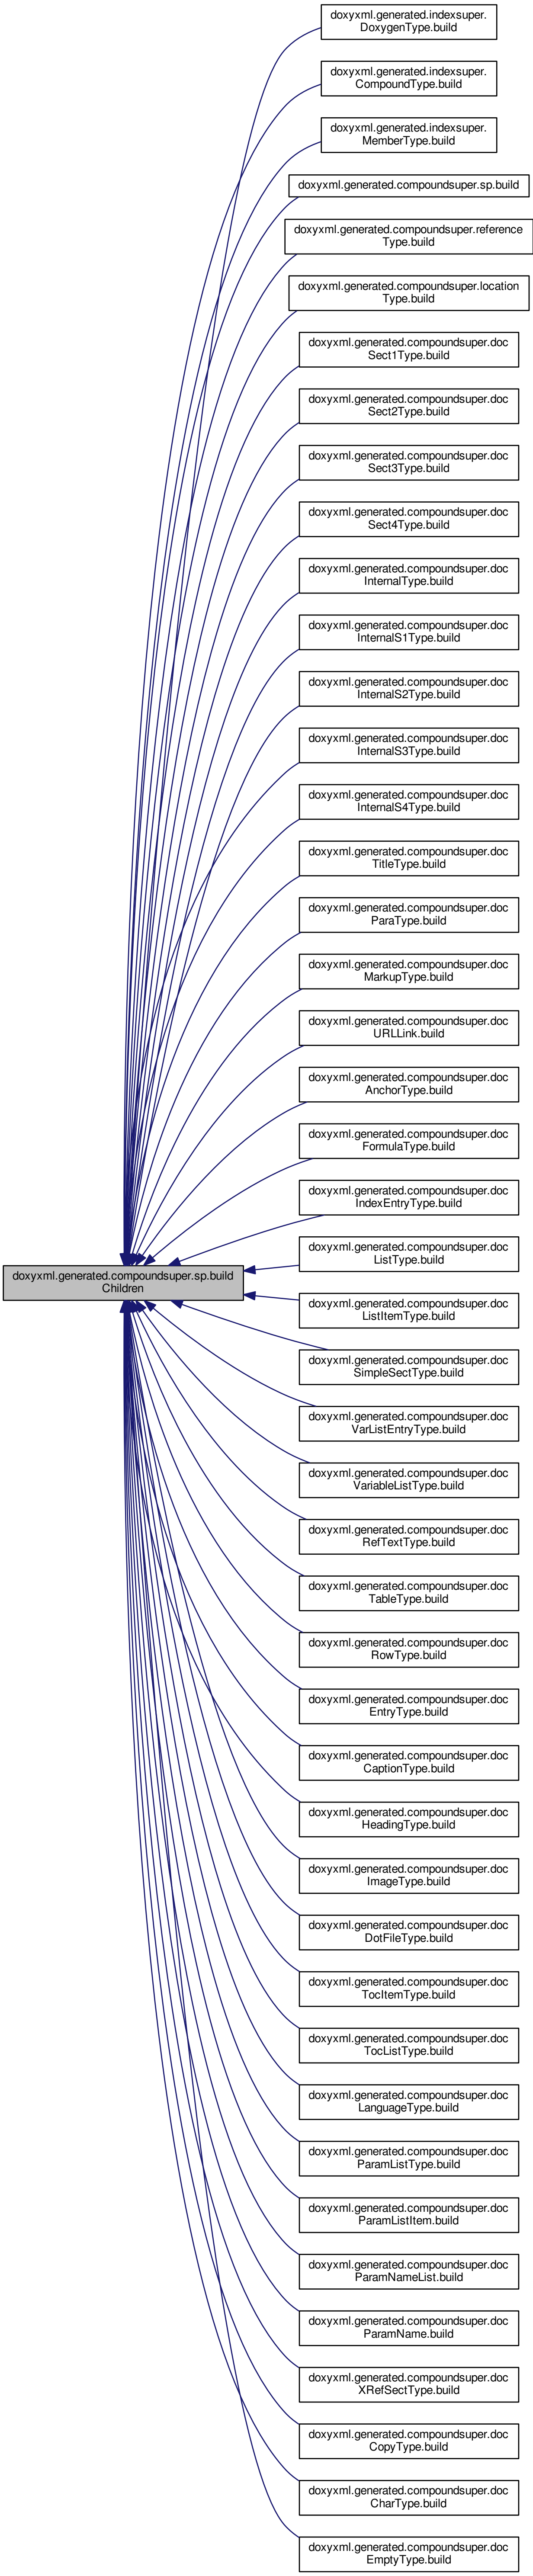 doxyxml.generated.indexsuper.
DoxygenType.build
doxyxml.generated.indexsuper.
CompoundType.build
doxyxml.generated.indexsuper.
MemberType.build
doxyxml.generated.compoundsuper.sp.build
doxyxml.generated.compoundsuper.reference
Type.build
doxyxml.generated.compoundsuper.location
Type.build
doxyxml.generated.compoundsuper.doc
Sect1Type.build
doxyxml.generated.compoundsuper.doc
Sect2Type.build
doxyxml.generated.compoundsuper.doc
Sect3Type.build
doxyxml.generated.compoundsuper.doc
Sect4Type.build
doxyxml.generated.compoundsuper.doc
InternalType.build
doxyxml.generated.compoundsuper.doc
InternalS1Type.build
doxyxml.generated.compoundsuper.doc
InternalS2Type.build
doxyxml.generated.compoundsuper.doc
InternalS3Type.build
doxyxml.generated.compoundsuper.doc
InternalS4Type.build
doxyxml.generated.compoundsuper.doc
TitleType.build
doxyxml.generated.compoundsuper.doc
ParaType.build
doxyxml.generated.compoundsuper.doc
MarkupType.build
doxyxml.generated.compoundsuper.doc
URLLink.build
doxyxml.generated.compoundsuper.doc
AnchorType.build
doxyxml.generated.compoundsuper.doc
FormulaType.build
doxyxml.generated.compoundsuper.doc
IndexEntryType.build
doxyxml.generated.compoundsuper.doc
ListType.build
doxyxml.generated.compoundsuper.sp.build
Children
doxyxml.generated.compoundsuper.doc
ListItemType.build
doxyxml.generated.compoundsuper.doc
SimpleSectType.build
doxyxml.generated.compoundsuper.doc
VarListEntryType.build
doxyxml.generated.compoundsuper.doc
VariableListType.build
doxyxml.generated.compoundsuper.doc
RefTextType.build
doxyxml.generated.compoundsuper.doc
TableType.build
doxyxml.generated.compoundsuper.doc
RowType.build
doxyxml.generated.compoundsuper.doc
EntryType.build
doxyxml.generated.compoundsuper.doc
CaptionType.build
doxyxml.generated.compoundsuper.doc
HeadingType.build
doxyxml.generated.compoundsuper.doc
ImageType.build
doxyxml.generated.compoundsuper.doc
DotFileType.build
doxyxml.generated.compoundsuper.doc
TocItemType.build
doxyxml.generated.compoundsuper.doc
TocListType.build
doxyxml.generated.compoundsuper.doc
LanguageType.build
doxyxml.generated.compoundsuper.doc
ParamListType.build
doxyxml.generated.compoundsuper.doc
ParamListItem.build
doxyxml.generated.compoundsuper.doc
ParamNameList.build
doxyxml.generated.compoundsuper.doc
ParamName.build
doxyxml.generated.compoundsuper.doc
XRefSectType.build
doxyxml.generated.compoundsuper.doc
CopyType.build
doxyxml.generated.compoundsuper.doc
CharType.build
doxyxml.generated.compoundsuper.doc
EmptyType.build